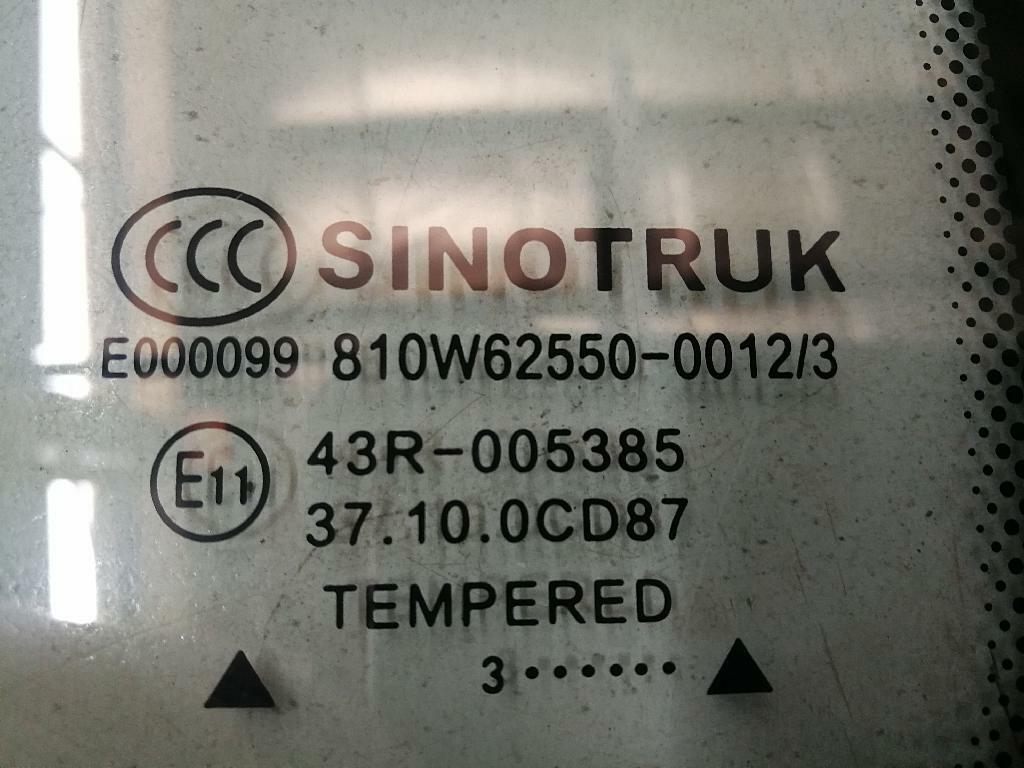 CCC SINOTRUK
E000099 810W62550-0012/3
E11 43R-005385
37.10.0CD87
TEMPERED
▲ 3 •••••• ▲